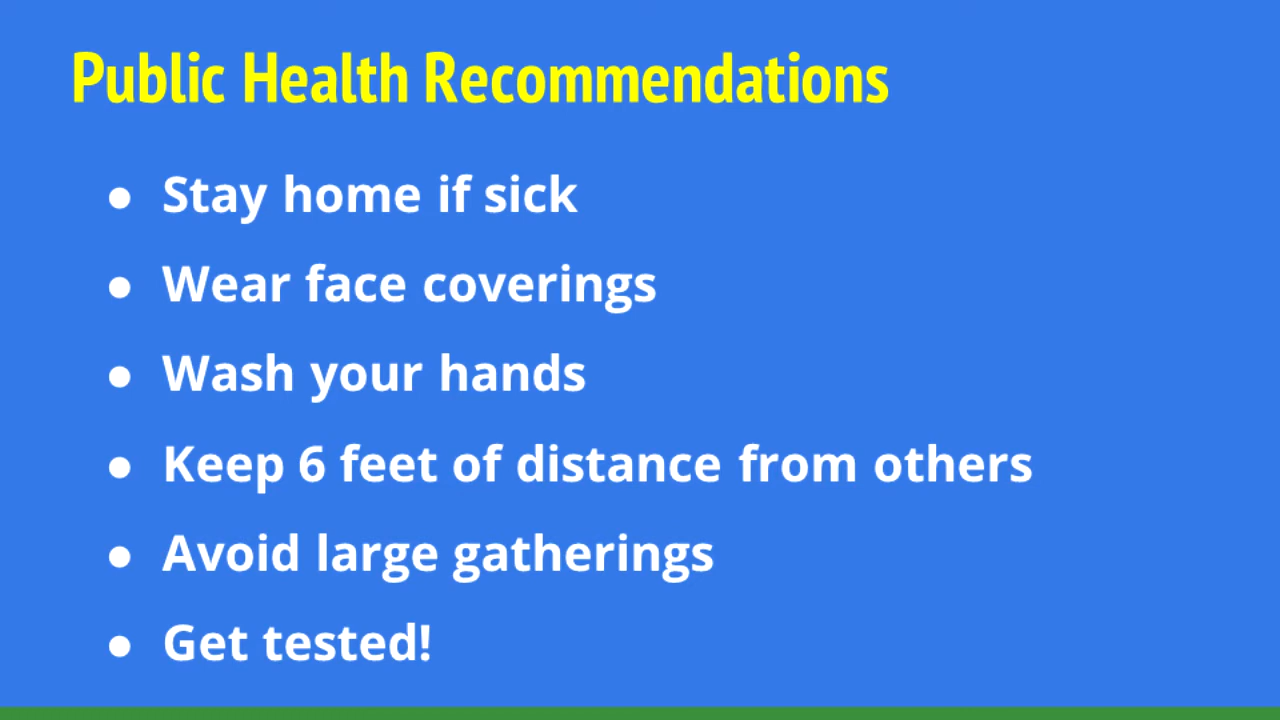 Public Health Recommendations
● Stay home if sick
● Wear face coverings
● Wash your hands
● Keep 6 feet of distance from others
● Avoid large gatherings
● Get tested!